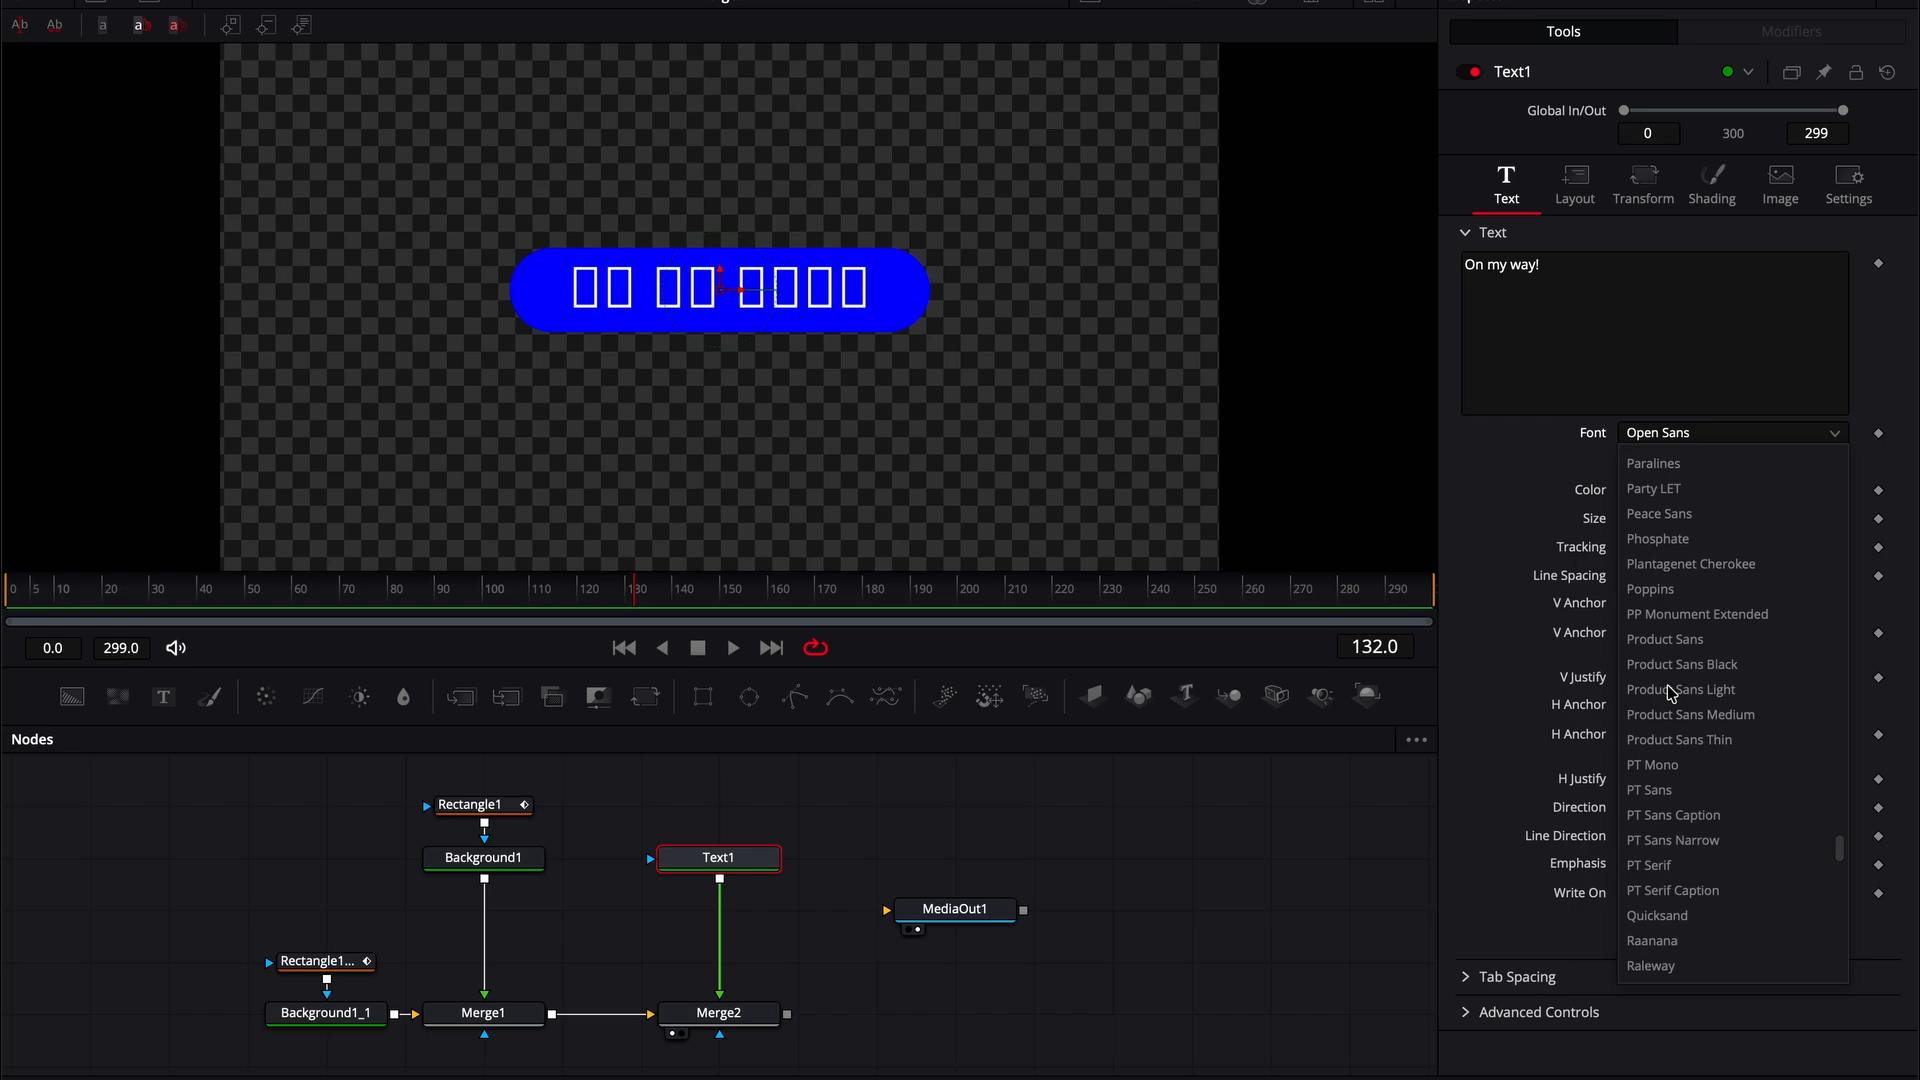 Ab Ab a a a
Tools Modifiers
Text1
Global In/Out
0 300 299
T
Text Layout Transform Shading Image Settings
Text
On my way!
Font Open Sans
Paralines
Party LET
Peace Sans
Phosphate
Plantagenet Cherokee
Poppins
PP Monument Extended
Product Sans
Product Sans Black
Product Sans Light
Product Sans Medium
Product Sans Thin
PT Mono
PT Sans
PT Sans Caption
PT Sans Narrow
PT Serif
PT Serif Caption
Quicksand
Raanana
Raleway
Color
Size
Tracking
Line Spacing
V Anchor
V Anchor
V Justify
H Anchor
H Anchor
H Justify
Direction
Line Direction
Emphasis
Write On
Tab Spacing
Advanced Controls
0 5 10 20 30 40 50 60 70 80 90 100 110 120 130 140 150 160 170 180 190 200 210 220 230 240 250 260 270 280 290
0.0 299.0 132.0
T T
Nodes
Rectangle1
Background1
Text1
MediaOut1
Rectangle1...
Background1_1 Merge1 Merge2